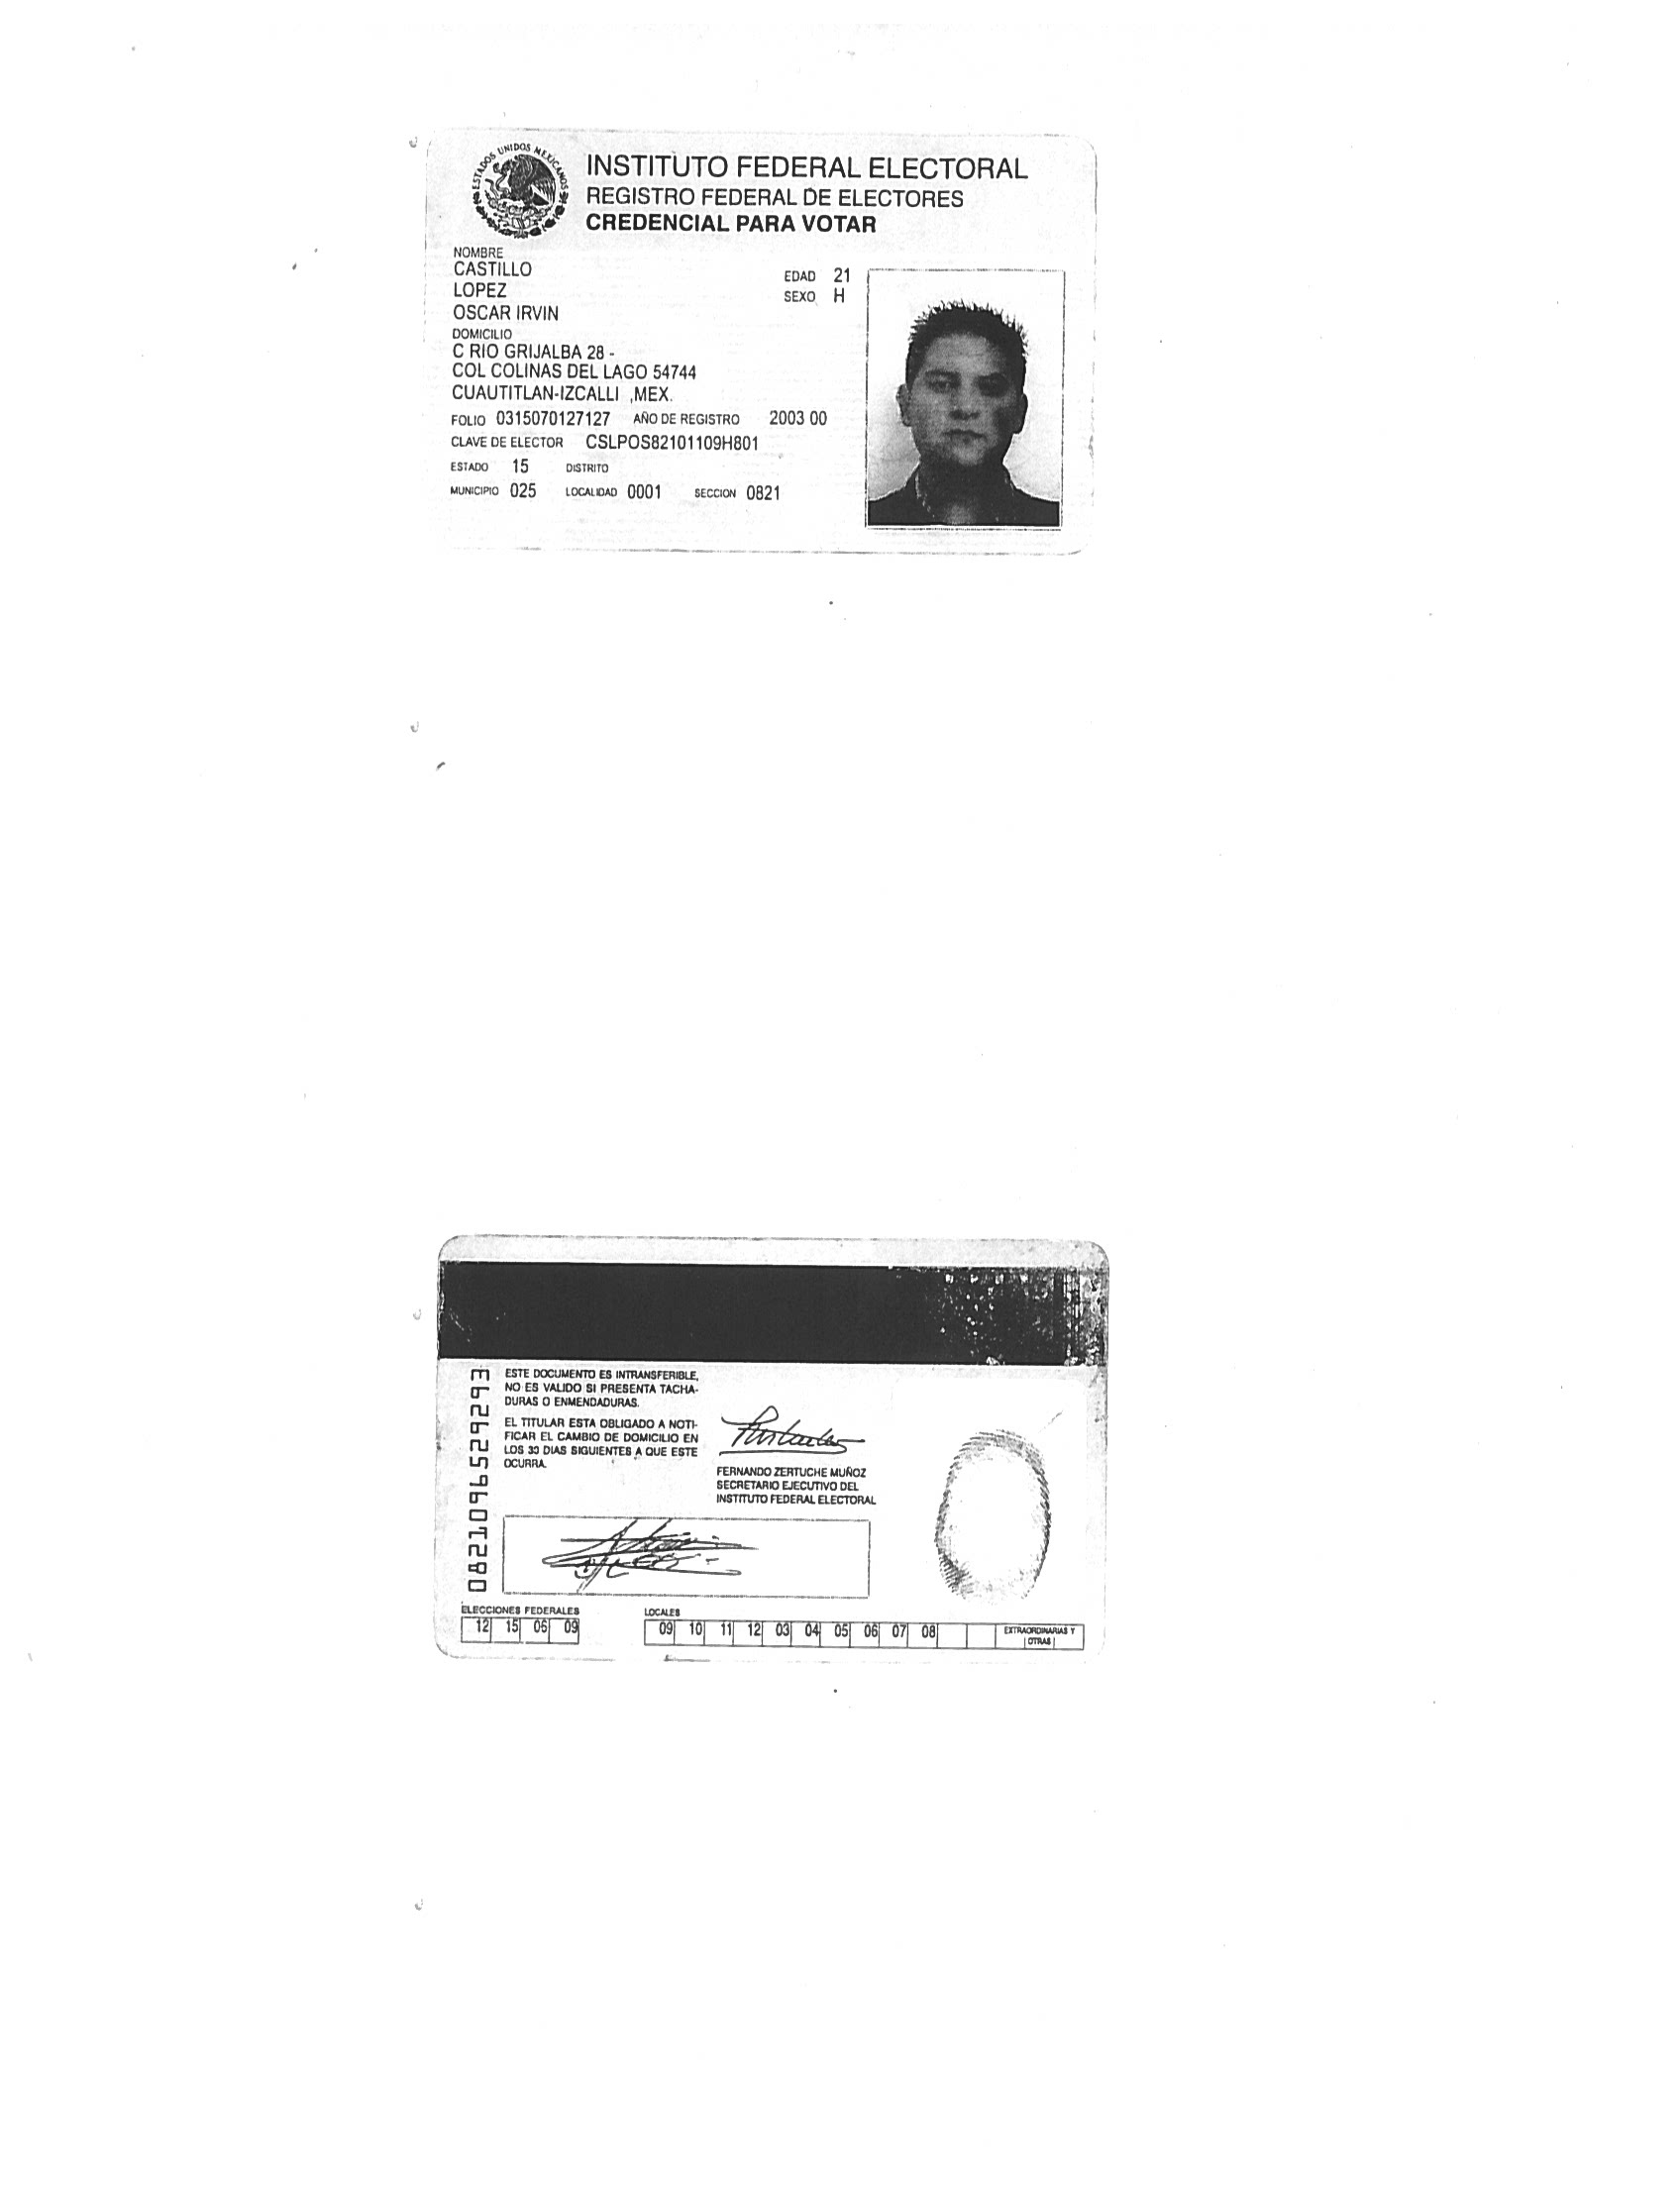 ESTADOS UNIDOS MEXICANOS
INSTITUTO FEDERAL ELECTORAL
REGISTRO FEDERAL DE ELECTORES
CREDENCIAL PARA VOTAR
NOMBRE
CASTILLO
LOPEZ
OSCAR IRVIN
EDAD 21
SEXO H
DOMICILIO
C RIO GRIJALBA 28 -
COL COLINAS DEL LAGO 54744
CUAUTITLAN-IZCALLI ,MEX.
FOLIO 0315070127127 AÑO DE REGISTRO 2003 00
CLAVE DE ELECTOR CSLPOS82101109H801
ESTADO 15 DISTRITO
MUNICIPIO 025 LOCALIDAD 0001 SECCION 0821
0821096529293
ESTE DOCUMENTO ES INTRANSFERIBLE,
NO ES VALIDO SI PRESENTA TACHA-
DURAS O ENMENDADURAS.
EL TITULAR ESTA OBLIGADO A NOTI-
FICAR EL CAMBIO DE DOMICILIO EN
LOS 30 DIAS SIGUIENTES A QUE ESTE
OCURRA.
FERNANDO ZERTUCHE MUÑOZ
SECRETARIO EJECUTIVO DEL
INSTITUTO FEDERAL ELECTORAL
ELECCIONES FEDERALES
12 15 06 09
LOCALES
09 10 11 12 03 04 05 06 07 08
EXTRAORDINARIAS Y
OTRAS